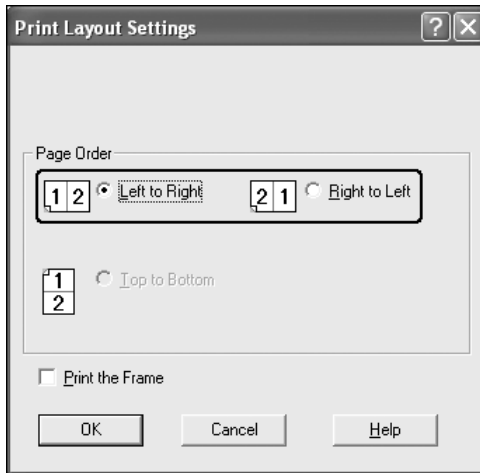 Print Layout Settings
Page Order
1 2 Left to Right 2 1 Right to Left
1
2
Top to Bottom
Print the Frame
OK Cancel Help